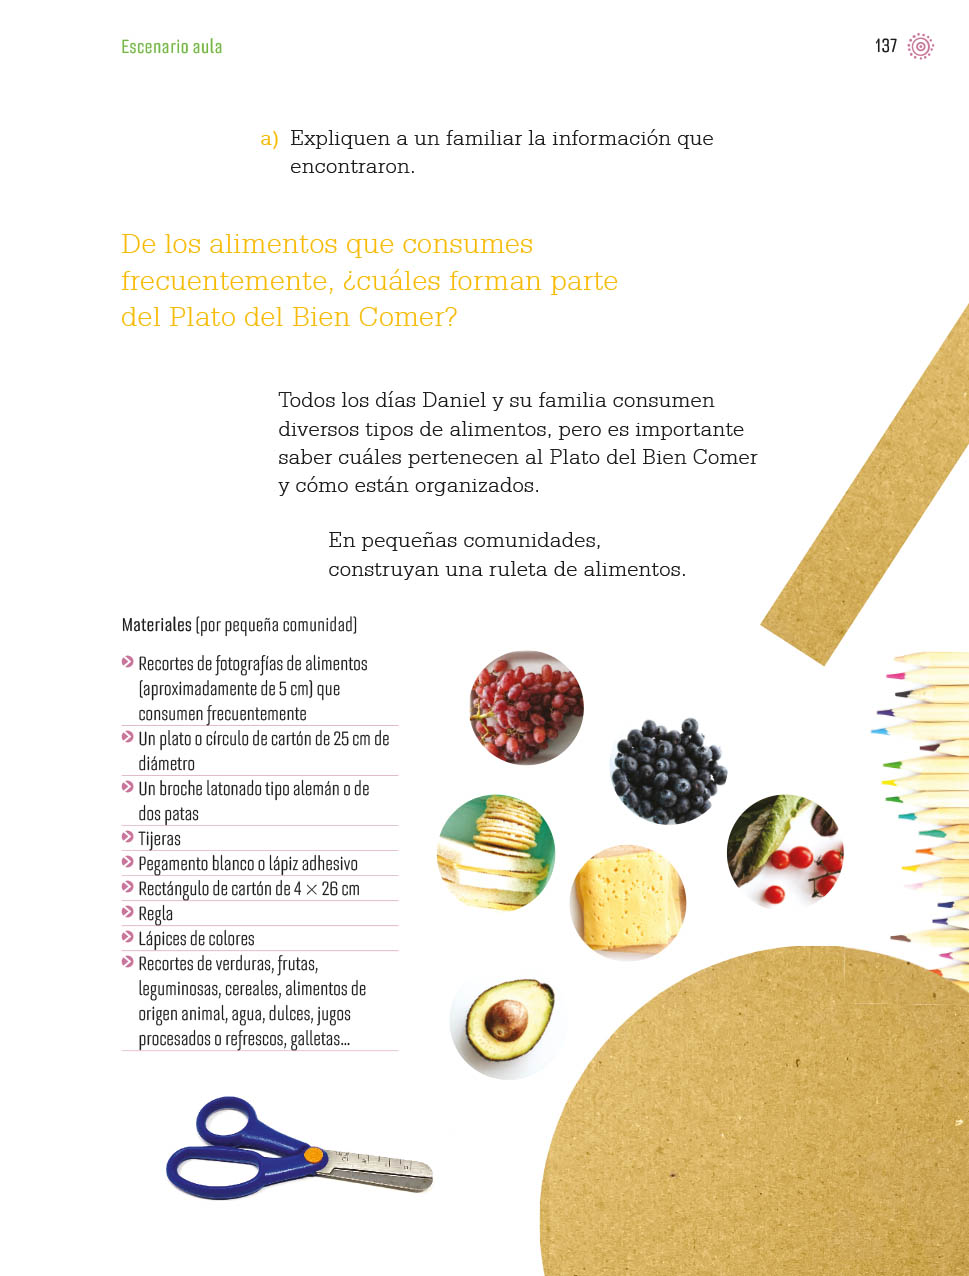 Escenario aula
137
a) Expliquen a un familiar la información que
encontraron.
De los alimentos que consumes
frecuentemente, ¿cuáles forman parte
del Plato del Bien Comer?
Todos los días Daniel y su familia consumen
diversos tipos de alimentos, pero es importante
saber cuáles pertenecen al Plato del Bien Comer
y cómo están organizados.
En pequeñas comunidades,
construyan una ruleta de alimentos.
Materiales (por pequeña comunidad)
Recortes de fotografías de alimentos
(aproximadamente de 5 cm) que
consumen frecuentemente
Un plato o círculo de cartón de 25 cm de
diámetro
Un broche latonado tipo alemán o de
dos patas
Tijeras
Pegamento blanco o lápiz adhesivo
Rectángulo de cartón de 4 × 26 cm
Regla
Lápices de colores
Recortes de verduras, frutas,
leguminosas, cereales, alimentos de
origen animal, agua, dulces, jugos
procesados o refrescos, galletas...